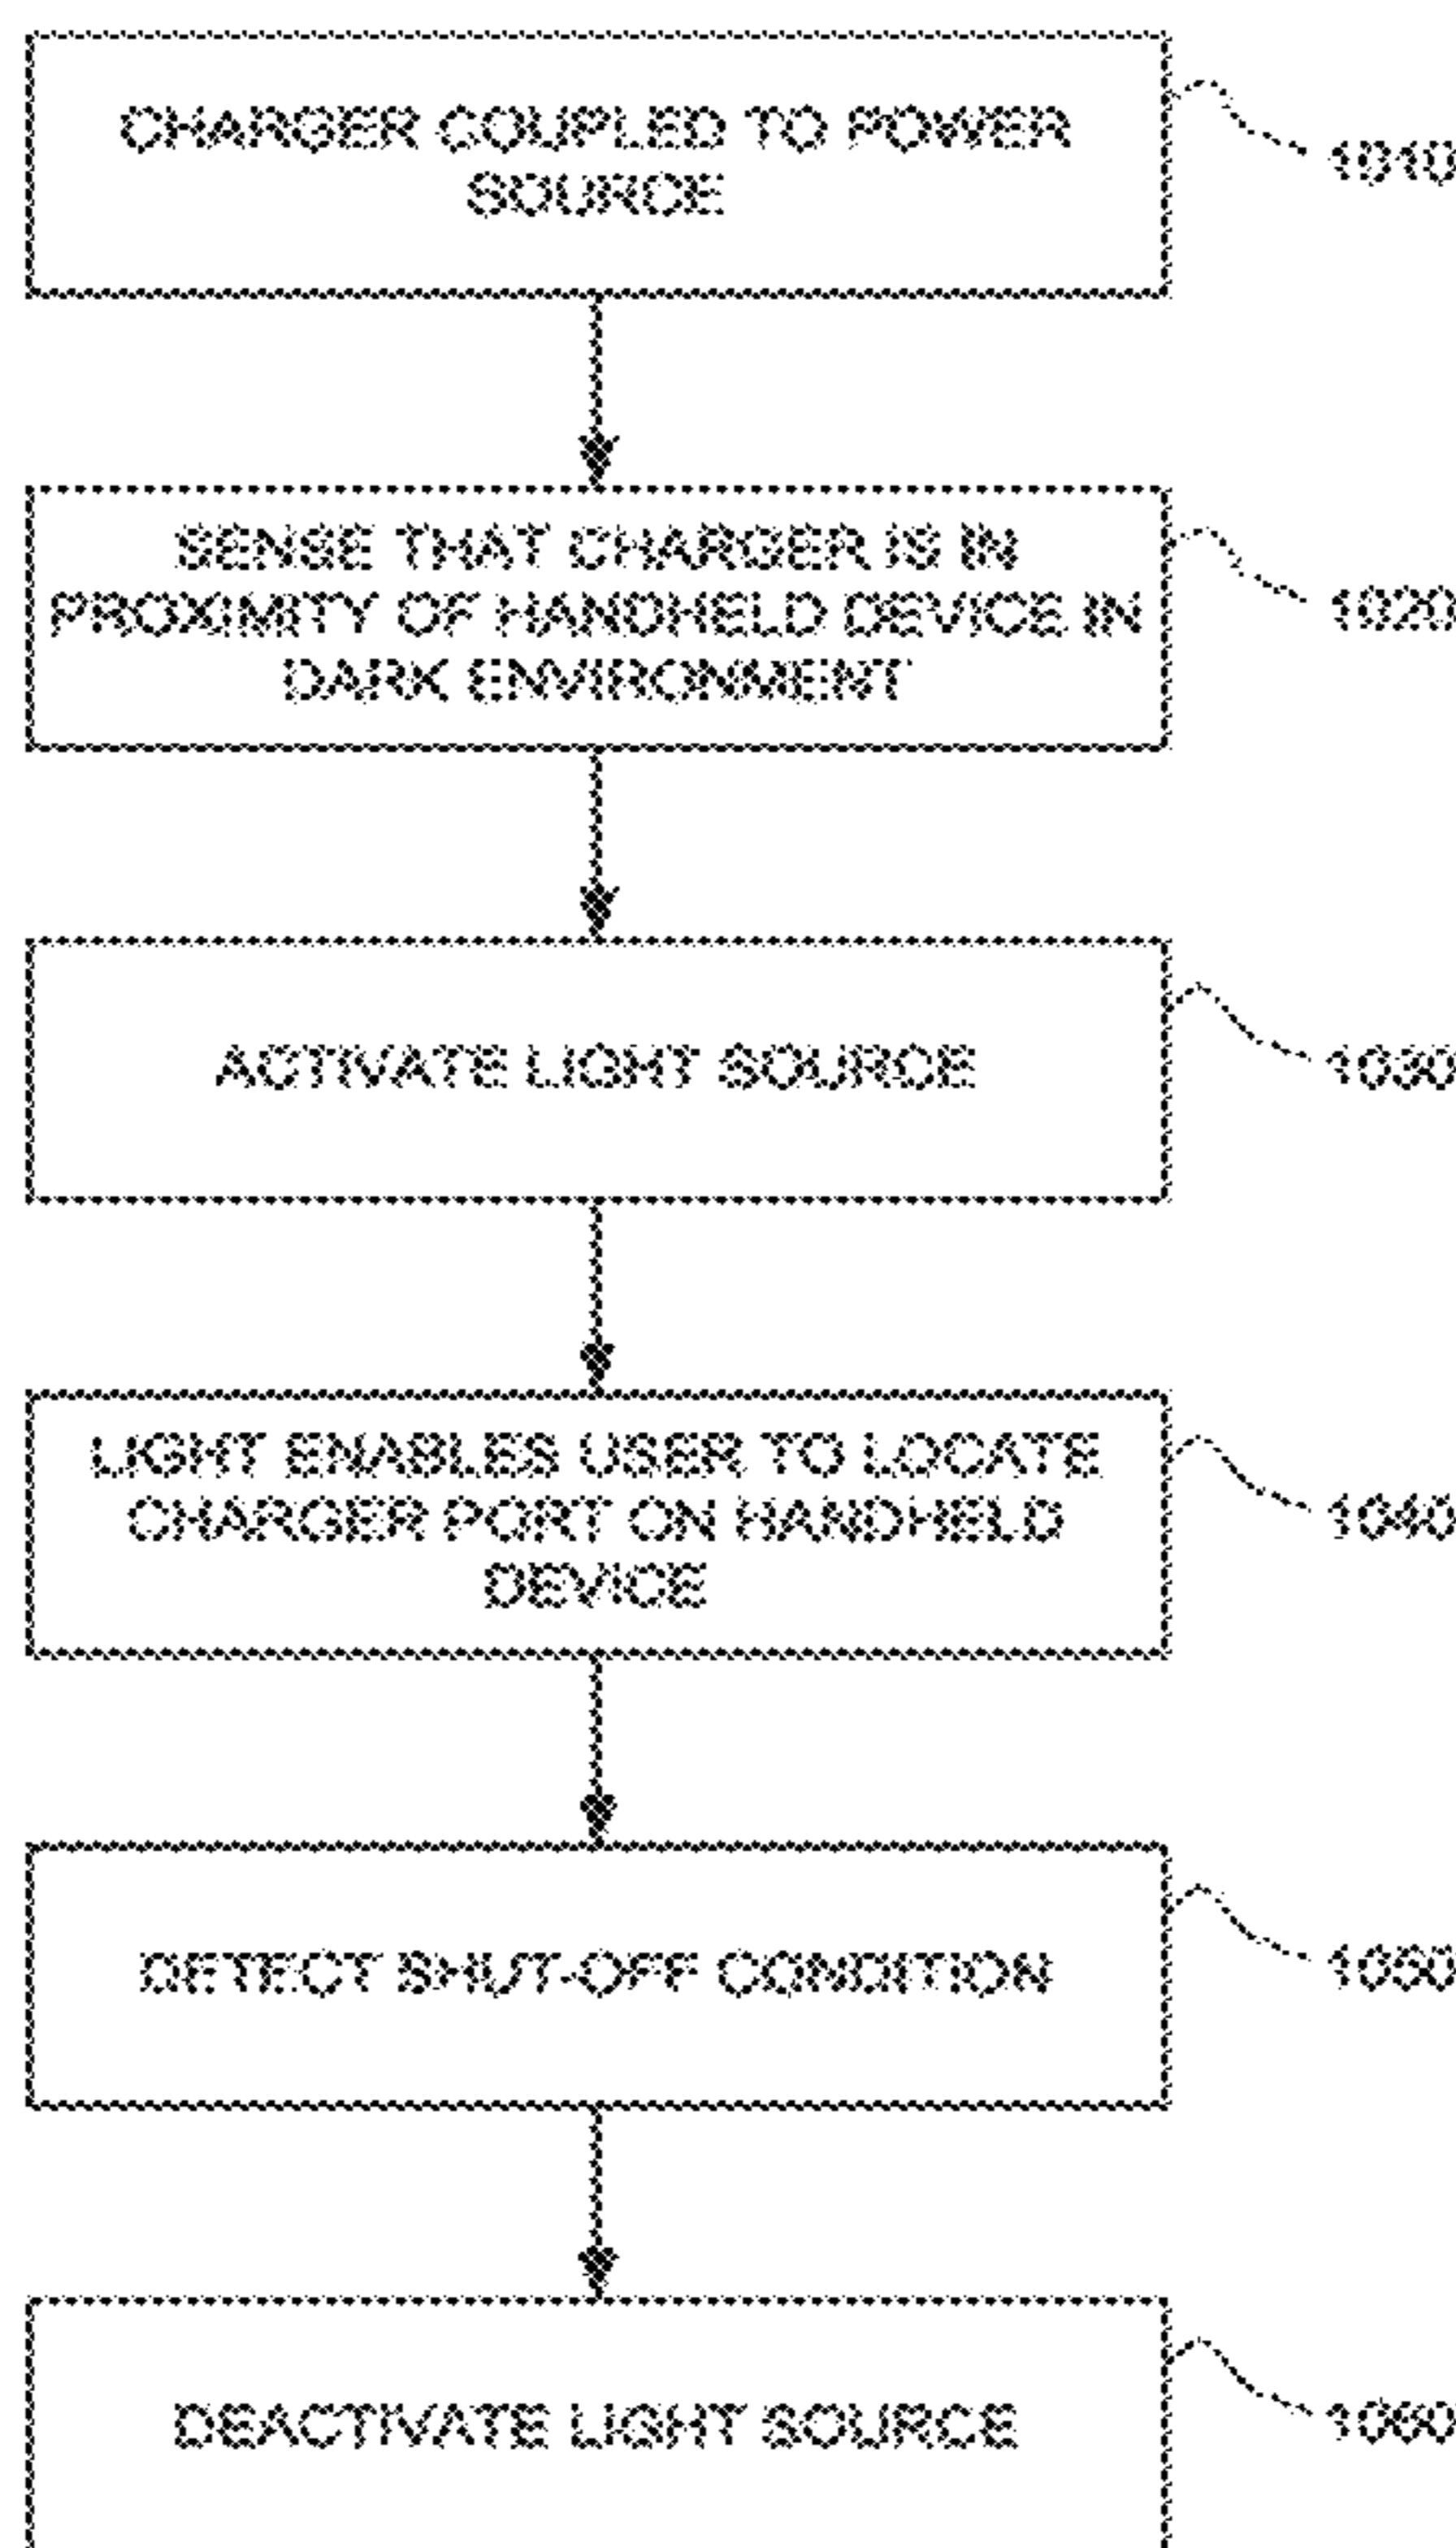 CHARGER COUPLED TO POWER
SOURCE
1010
SENSE THAT CHARGER IS IN
PROXIMITY OF HANDHELD DEVICE IN
DARK ENVIRONMENT
1020
ACTIVATE LIGHT SOURCE
1030
LIGHT ENABLES USER TO LOCATE
CHARGER PORT ON HANDHELD
DEVICE
1040
DETECT SHUT-OFF CONDITION
1050
DEACTIVATE LIGHT SOURCE
1060